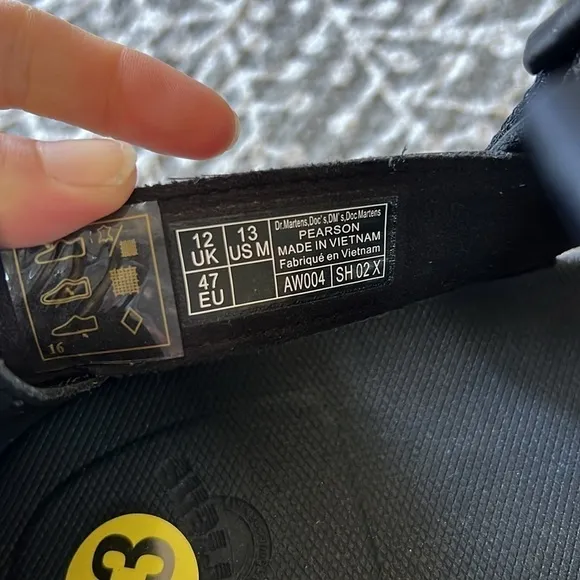 12 UK
13 US M
47 EU
Dr.Martens,Doc's,DM's,Doc Martens
PEARSON
MADE IN VIETNAM
Fabriqué en Vietnam
AW004
SH 02 X
16
3